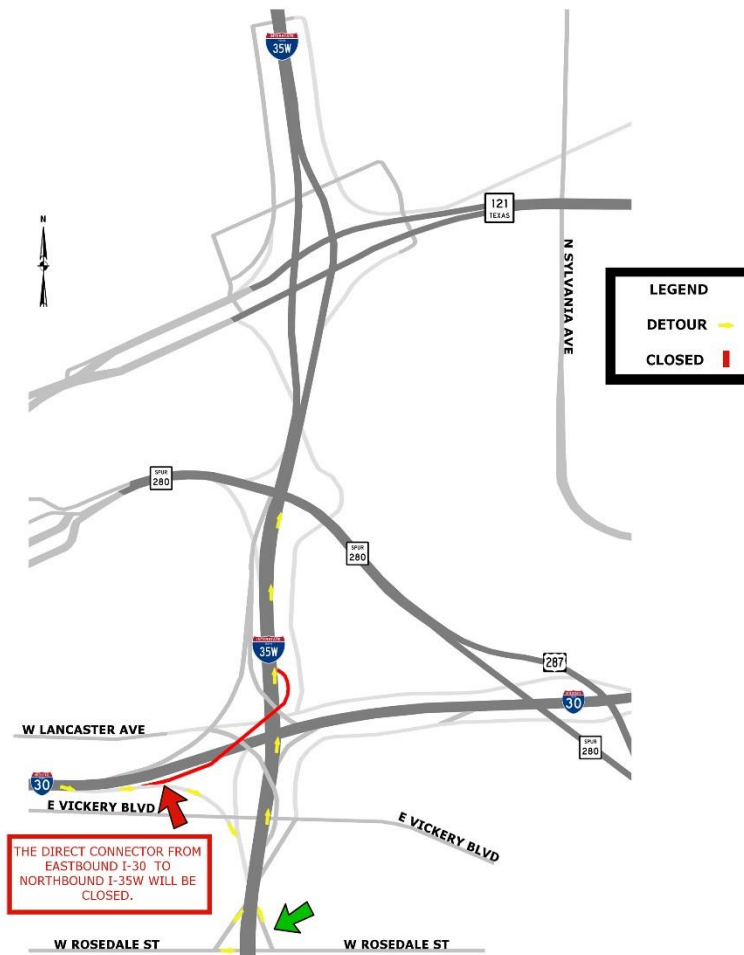 35W
N
121
TEXAS
N SYLVANIA AVE
LEGEND
DETOUR
CLOSED
SPUR
280
SPUR
280
35W
287
30
W LANCASTER AVE
SPUR
280
30
E VICKERY BLVD
E VICKERY BLVD
THE DIRECT CONNECTOR FROM
EASTBOUND I-30 TO
NORTHBOUND I-35W WILL BE
CLOSED.
W ROSEDALE ST
W ROSEDALE ST